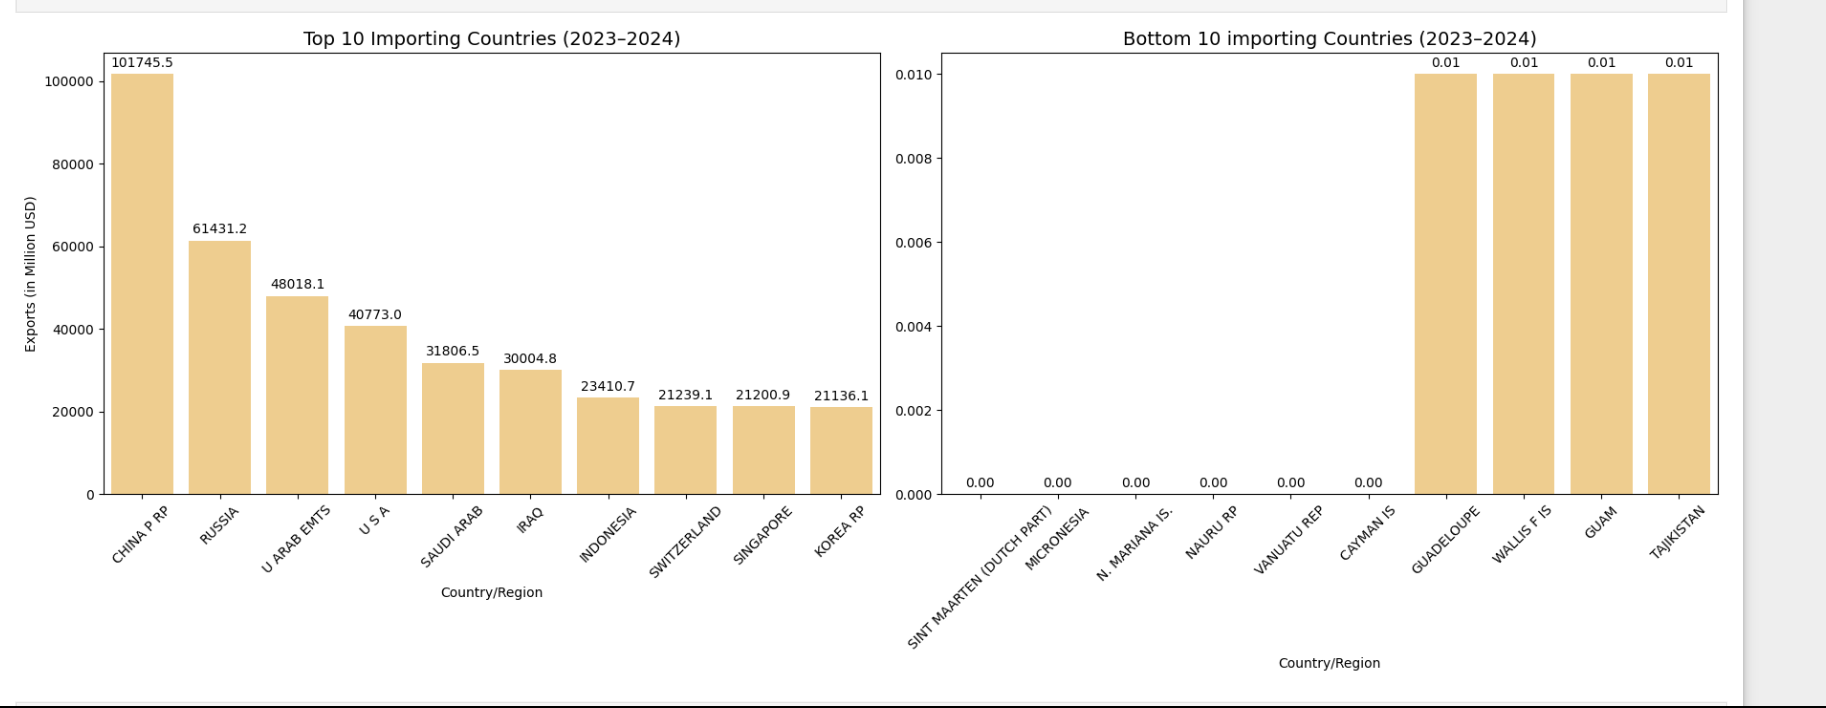 Top 10 Importing Countries (2023–2024)
Exports (in Million USD)
100000
80000
60000
40000
20000
0
101745.5
61431.2
48018.1
40773.0
31806.5
30004.8
23410.7
21239.1
21200.9
21136.1
CHINA P RP
RUSSIA
U ARAB EMTS
U S A
SAUDI ARAB
IRAQ
INDONESIA
SWITZERLAND
SINGAPORE
KOREA RP
Country/Region
Bottom 10 importing Countries (2023–2024)
0.010
0.008
0.006
0.004
0.002
0.000
0.00
0.00
0.00
0.00
0.00
0.00
0.01
0.01
0.01
0.01
SINT MAARTEN (DUTCH PART)
MICRONESIA
N. MARIANA IS.
NAURU RP
VANUATU REP
CAYMAN IS
GUADELOUPE
WALLIS F IS
GUAM
TAJIKISTAN
Country/Region